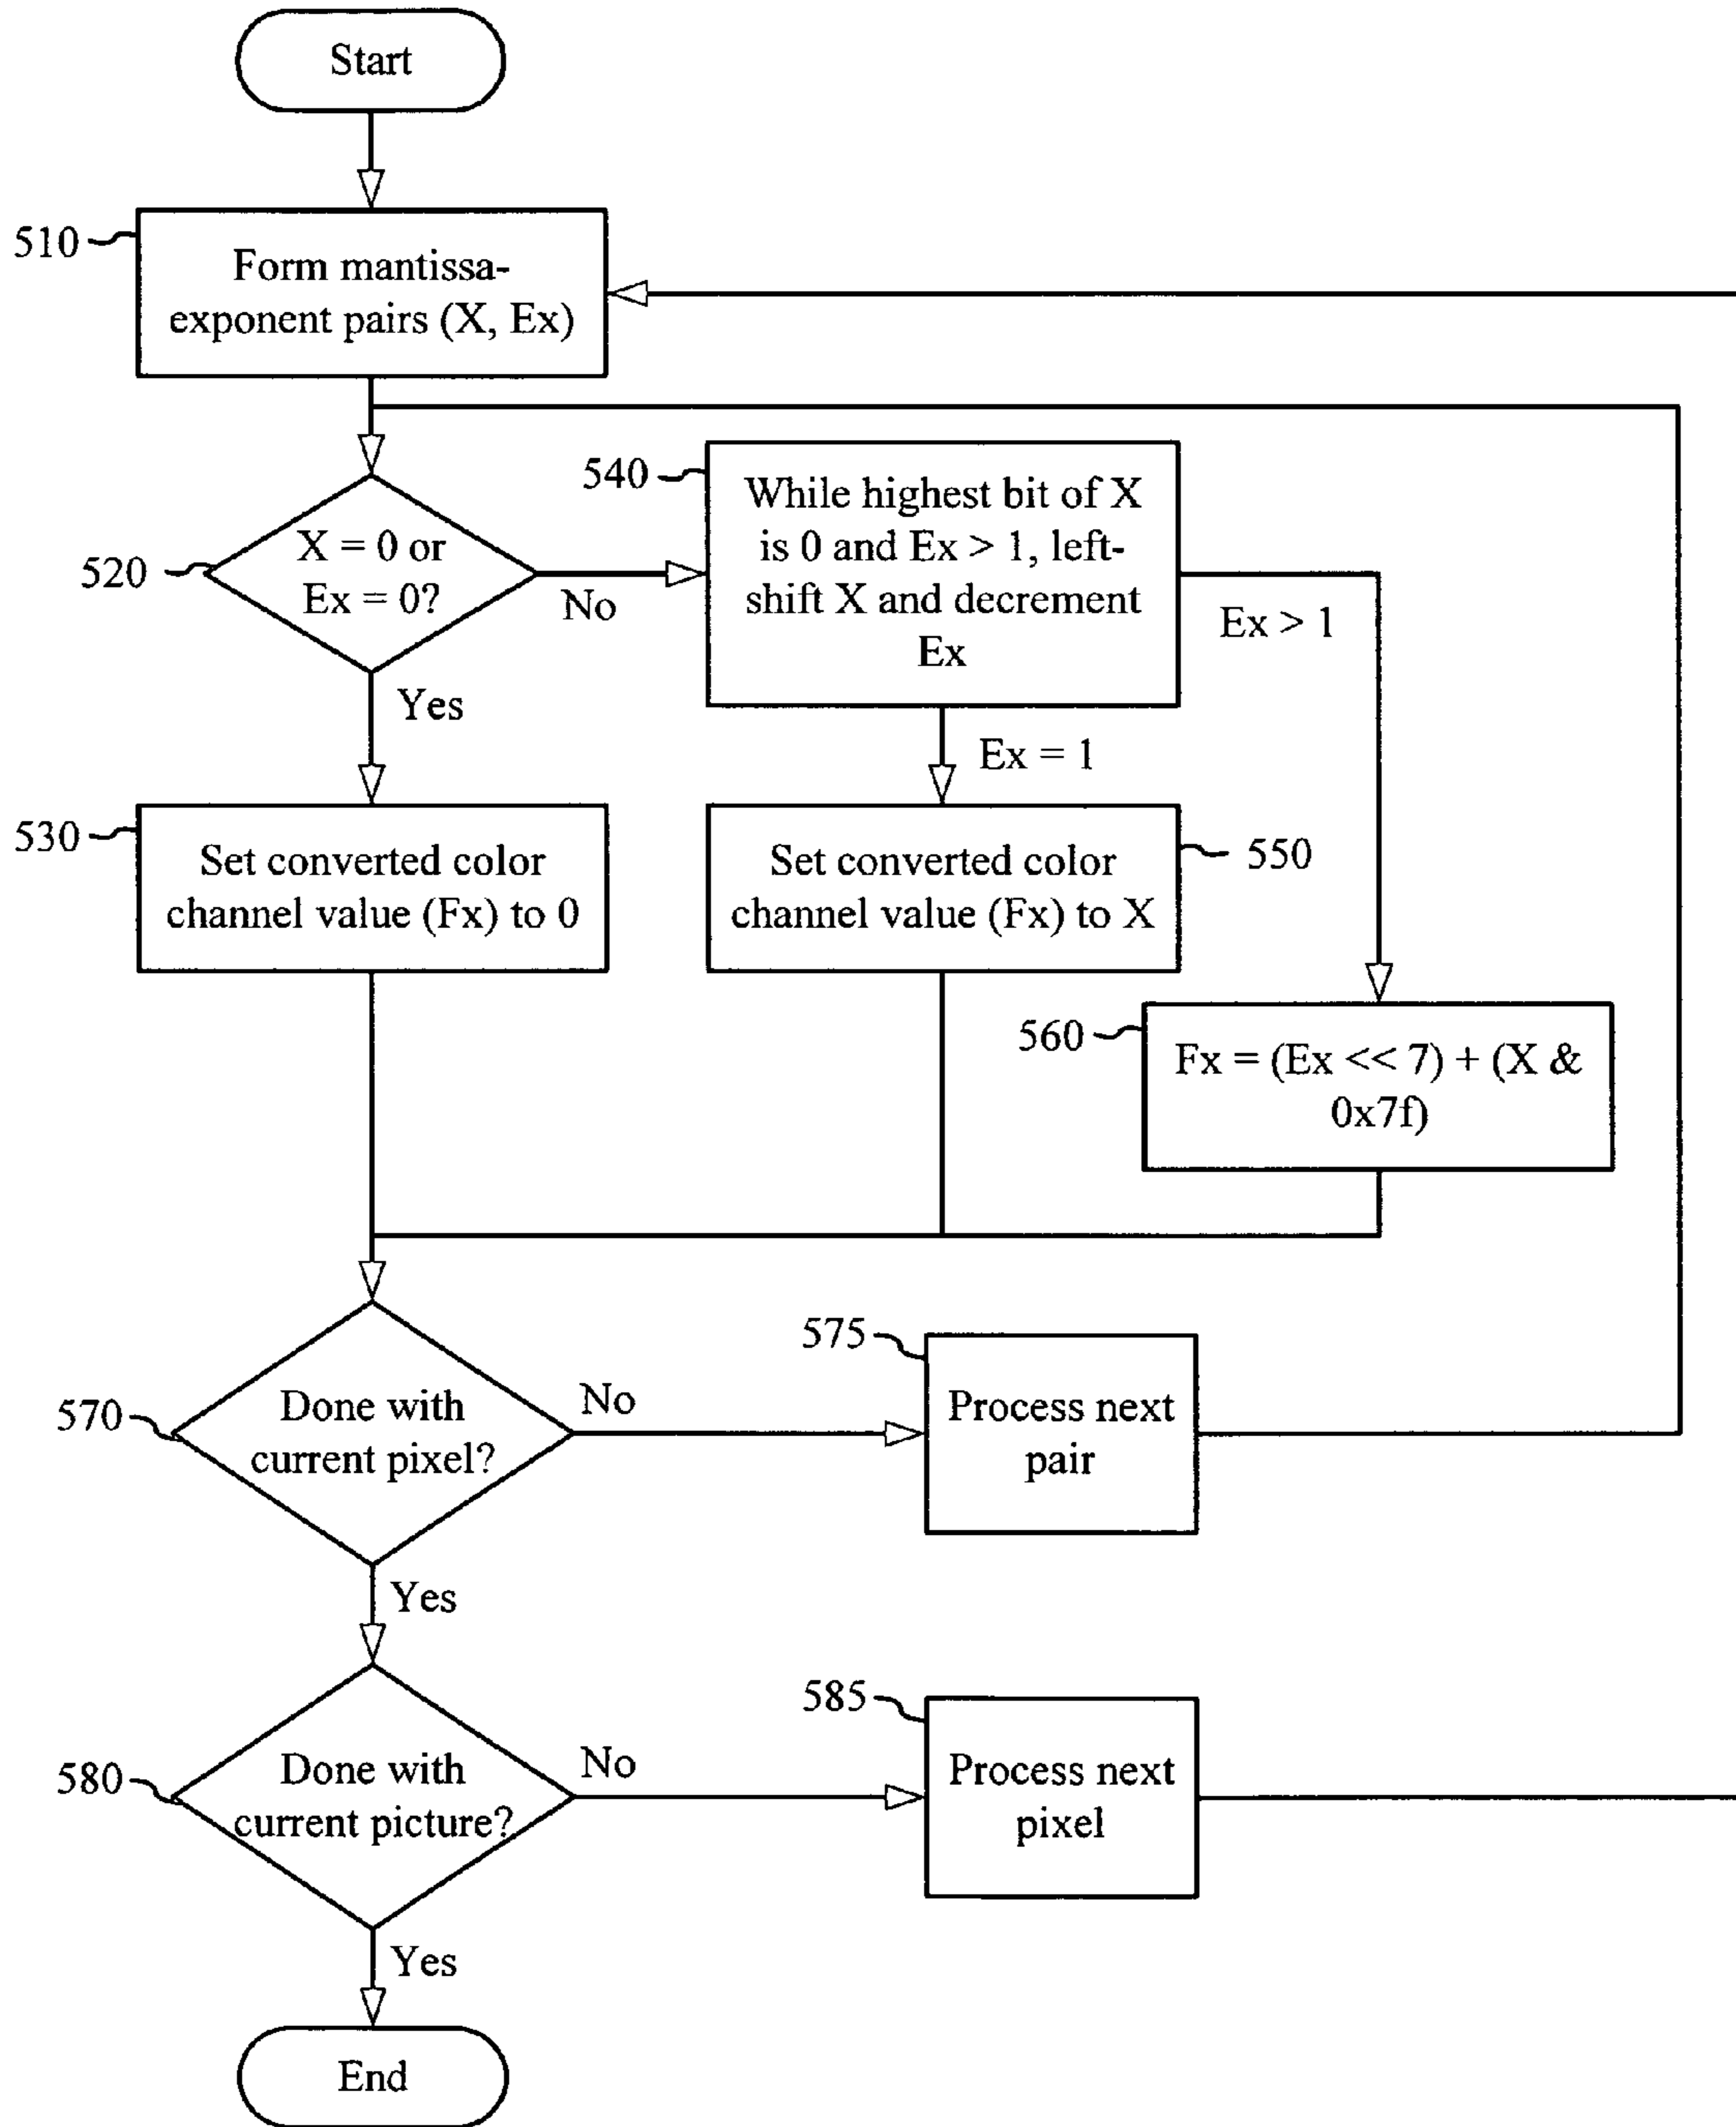 Start
510
Form mantissa-
exponent pairs (X, Ex)
520
X = 0 or
Ex = 0?
No
Yes
540
While highest bit of X
is 0 and Ex > 1, left-
shift X and decrement
Ex
Ex > 1
Ex = 1
530
Set converted color
channel value (Fx) to 0
Set converted color
channel value (Fx) to X
550
560
Fx = (Ex << 7) + (X &
0x7f)
570
Done with
current pixel?
No
Yes
575
Process next
pair
580
Done with
current picture?
No
Yes
585
Process next
pixel
End